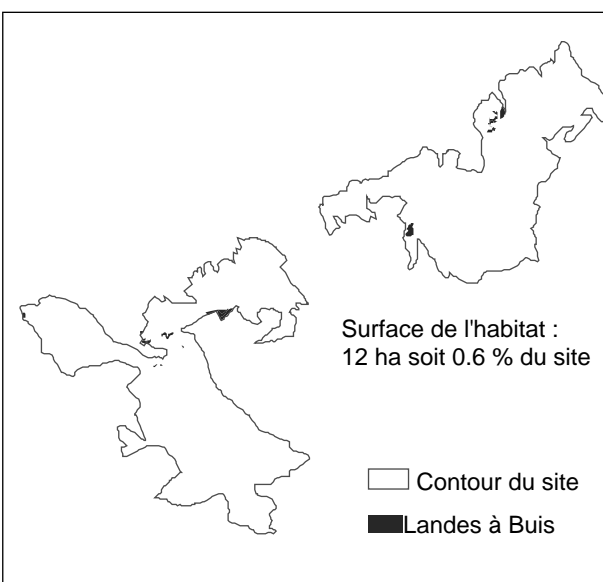 Surface de l'habitat :
12 ha soit 0.6 % du site
Contour du site
Landes à Buis